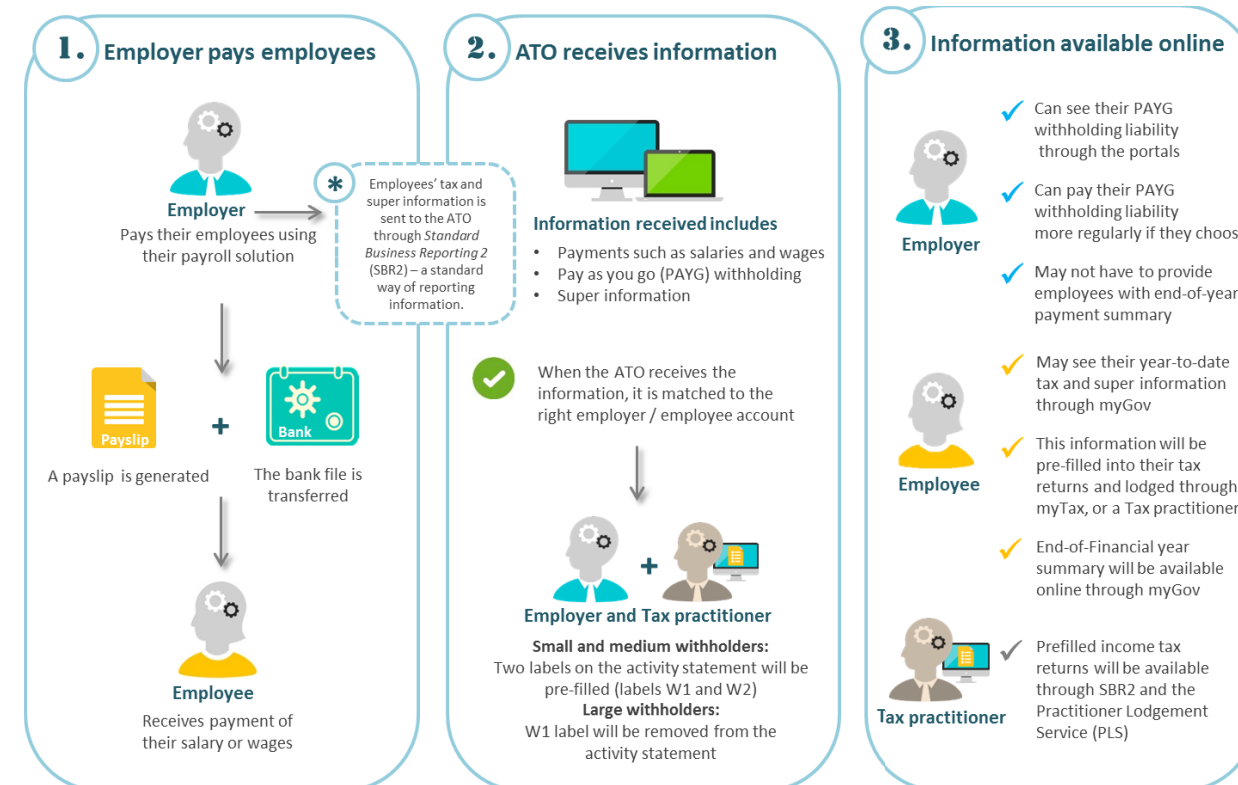 1.
Employer pays employees
Employer
Pays their employees using
their payroll solution
*
Employees' tax and
super information is
sent to the ATO
through Standard
Business Reporting 2
(SBR2) – a standard
way of reporting
information.
Payslip
+
Bank
A payslip is generated
The bank file is
transferred
Employee
Receives payment of
their salary or wages
2.
ATO receives information
Information received includes
• Payments such as salaries and wages
• Pay as you go (PAYG) withholding
• Super information
When the ATO receives the
information, it is matched to the
right employer / employee account
+
Employer and Tax practitioner
Small and medium withholders:
Two labels on the activity statement will be
pre-filled (labels W1 and W2)
Large withholders:
W1 label will be removed from the
activity statement
3.
Information available online
Employer
Can see their PAYG
withholding liability
through the portals
Can pay their PAYG
withholding liability
more regularly if they choos
May not have to provide
employees with end-of-year
payment summary
Employee
May see their year-to-date
tax and super information
through myGov
This information will be
pre-filled into their tax
returns and lodged through
myTax, or a Tax practitioner
End-of-Financial year
summary will be available
online through myGov
Tax practitioner
Prefilled income tax
returns will be available
through SBR2 and the
Practitioner Lodgement
Service (PLS)